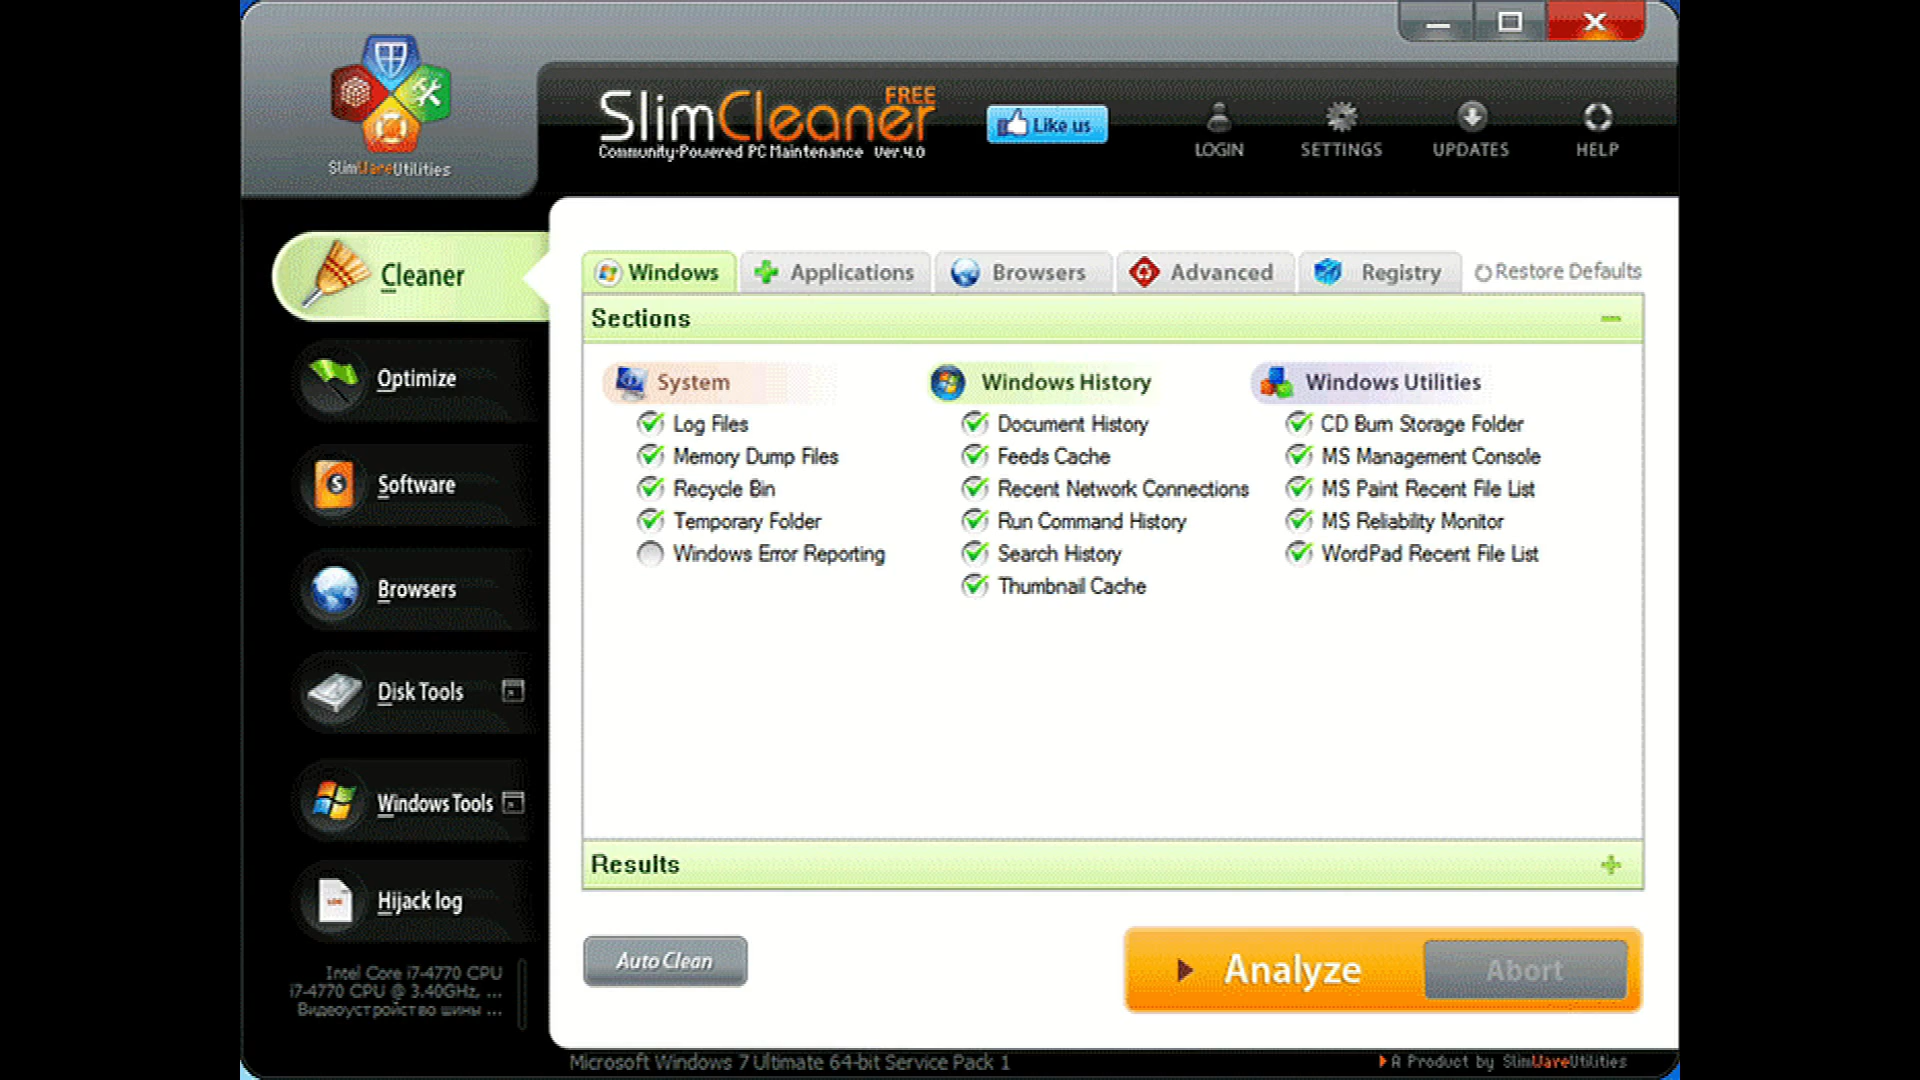 SlimWareUtilities
SlimCleaner FREE
Community-Powered PC Maintenance Ver.4.0
Like us
LOGIN
SETTINGS
UPDATES
HELP
Cleaner
Optimize
Software
Browsers
Disk Tools
Windows Tools
LOG
Hijack log
Intel Core i7-4770 CPU
i7-4770 CPU @ 3.40GHz, ...
Видеоустройство шины ...
Windows
Applications
Browsers
Advanced
Registry
Restore Defaults
Sections
System
Log Files
Memory Dump Files
Recycle Bin
Temporary Folder
Windows Error Reporting
Windows History
Document History
Feeds Cache
Recent Network Connections
Run Command History
Search History
Thumbnail Cache
Windows Utilities
CD Burn Storage Folder
MS Management Console
MS Paint Recent File List
MS Reliability Monitor
WordPad Recent File List
Results
Auto Clean
Analyze
Abort
Microsoft Windows 7 Ultimate 64-bit Service Pack 1
A Product by SlimWareUtilities